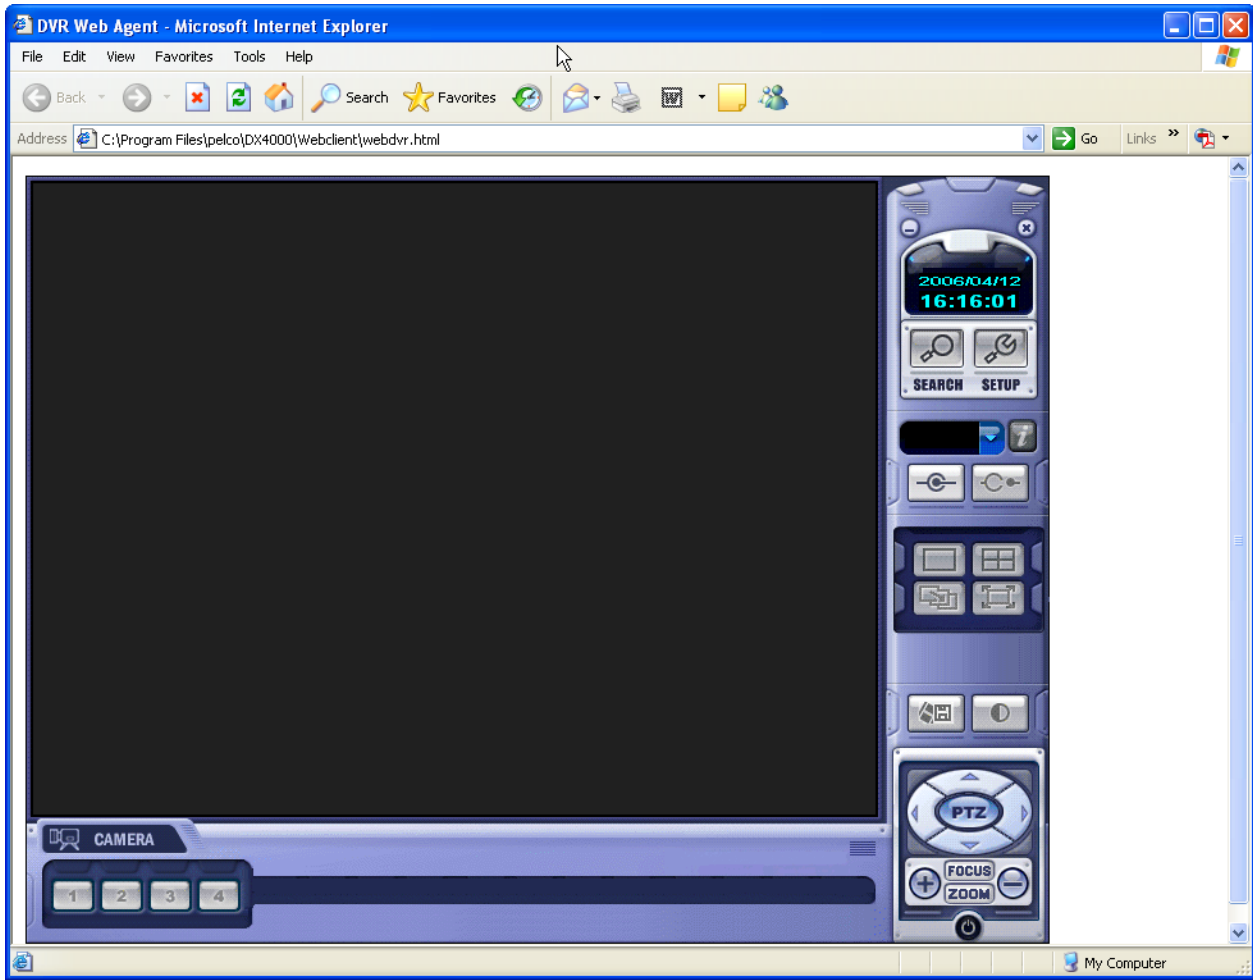 DVR Web Agent - Microsoft Internet Explorer
File Edit View Favorites Tools Help
Back Search Favorites
Address C:\Program Files\pelco\DX4000\Webclient\webdvr.html Go Links »
2006/04/12
16:16:01
SEARCH SETUP
i
PTZ
CAMERA
FOCUS
1 2 3 4
ZOOM
My Computer